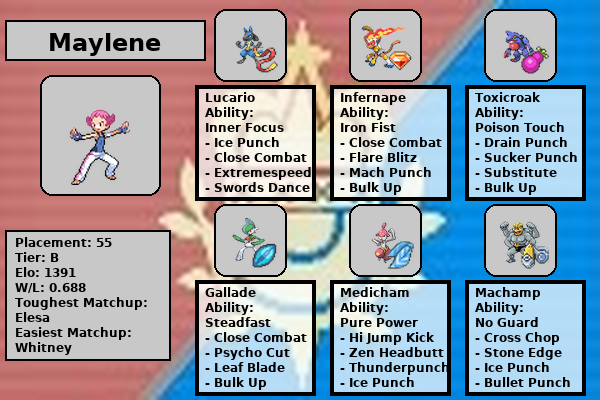 Maylene
Lucario
Ability:
Inner Focus
- Ice Punch
- Close Combat
- Extremespeed
- Swords Dance
Infernape
Ability:
Iron Fist
- Close Combat
- Flare Blitz
- Mach Punch
- Bulk Up
Toxicroak
Ability:
Poison Touch
- Drain Punch
- Sucker Punch
- Substitute
- Bulk Up
Placement: 55
Tier: B
Elo: 1391
W/L: 0.688
Toughest Matchup:
Elesa
Easiest Matchup:
Whitney
Gallade
Ability:
Steadfast
- Close Combat
- Psycho Cut
- Leaf Blade
- Bulk Up
Medicham
Ability:
Pure Power
- Hi Jump Kick
- Zen Headbutt
- Thunderpunch
- Ice Punch
Machamp
Ability:
No Guard
- Cross Chop
- Stone Edge
- Ice Punch
- Bullet Punch